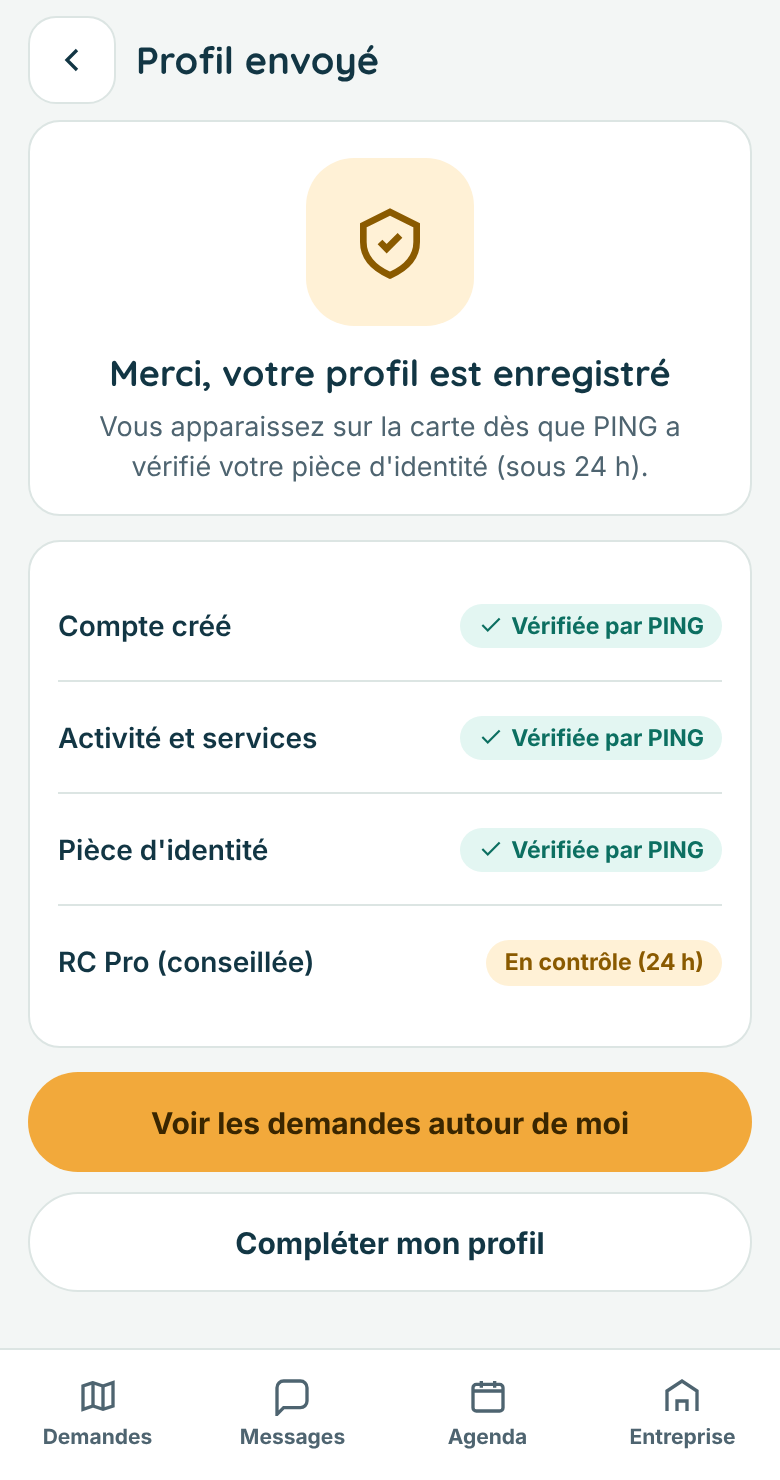 Profil envoyé
Merci, votre profil est enregistré
Vous apparaissez sur la carte dès que PING a
vérifié votre pièce d'identité (sous 24 h).
Compte créé
Vérifiée par PING
Activité et services
Vérifiée par PING
Pièce d'identité
Vérifiée par PING
RC Pro (conseillée)
En contrôle (24 h)
Voir les demandes autour de moi
Compléter mon profil
Demandes
Messages
Agenda
Entreprise